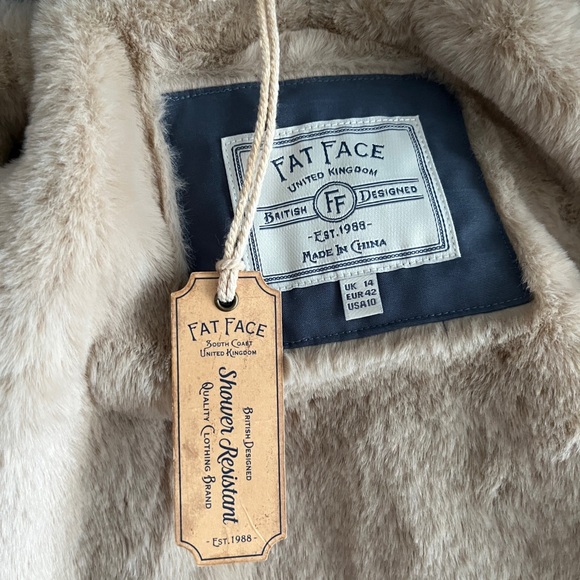 FAT FACE
UNITED KINGDOM
BRITISH FF DESIGNED
-EST.1988-
MADE IN CHINA
UK 14
EUR 42
USA 10
FAT FACE
SOUTH COAST
UNITED KINGDOM
BRITISH DESIGNED
Shower Resistant
QUALITY CLOTHING BRAND
-EST.1988-